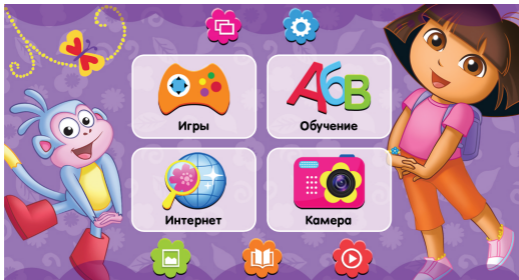 АбВ
Игры
Обучение
Интернет
Камера